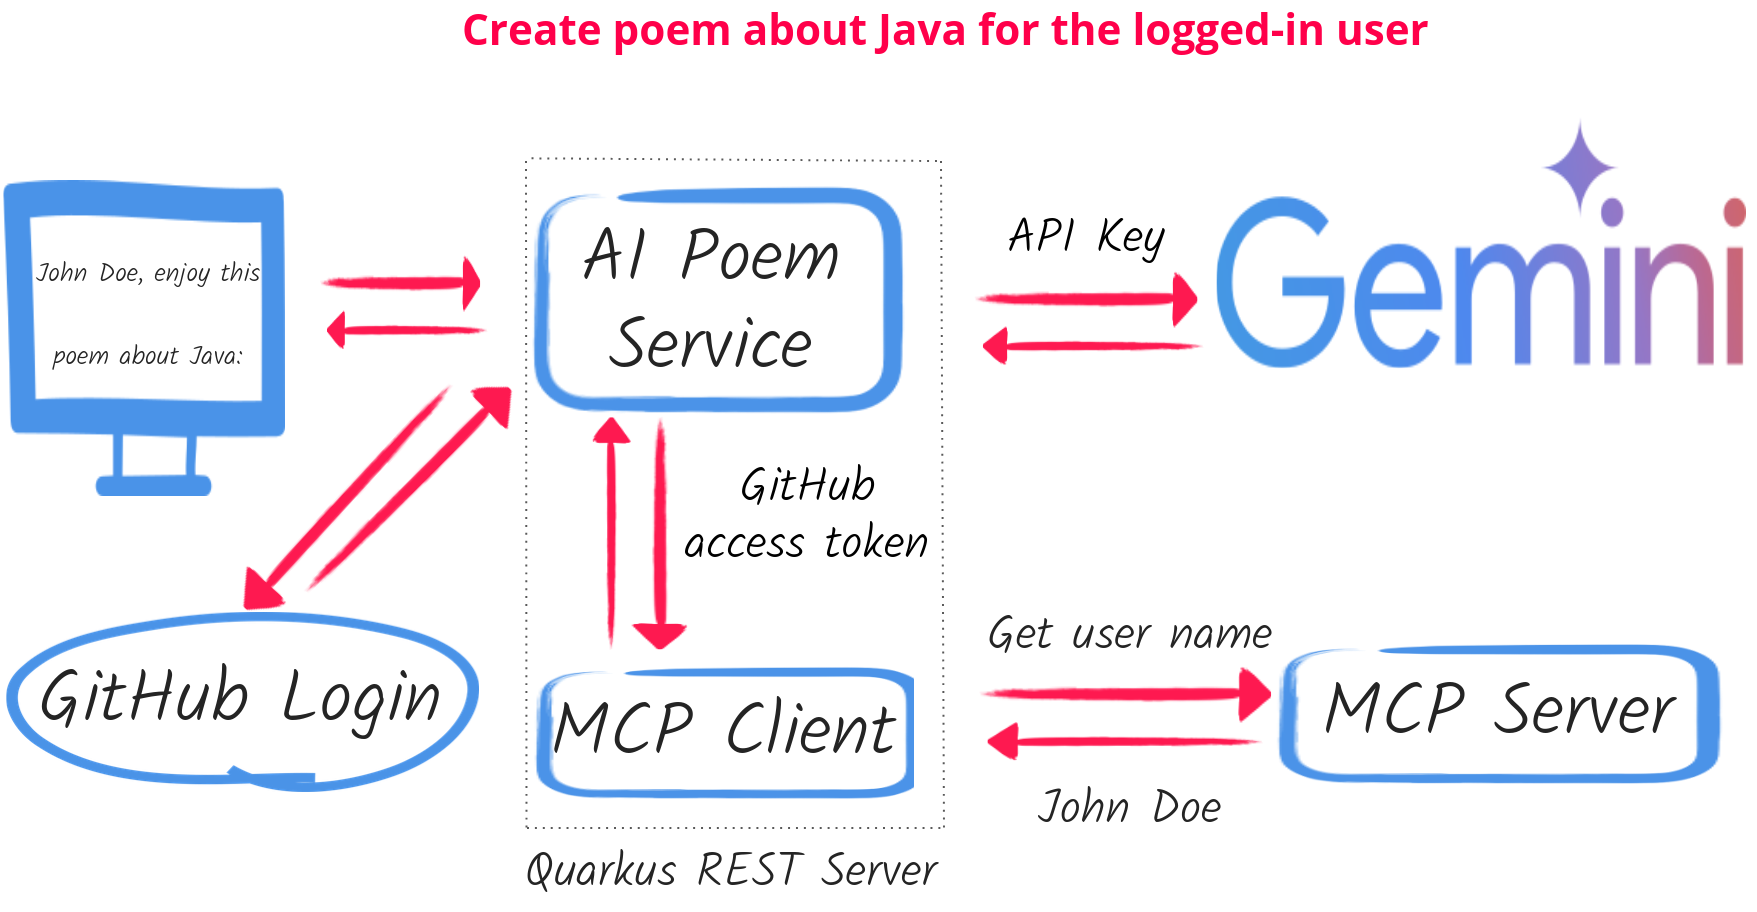 Create poem about Java for the logged-in user
John Doe, enjoy this
poem about Java:
AI Poem
Service
API Key
Gemini
GitHub
access token
GitHub Login
MCP Client
Get user name
MCP Server
John Doe
Quarkus REST Server